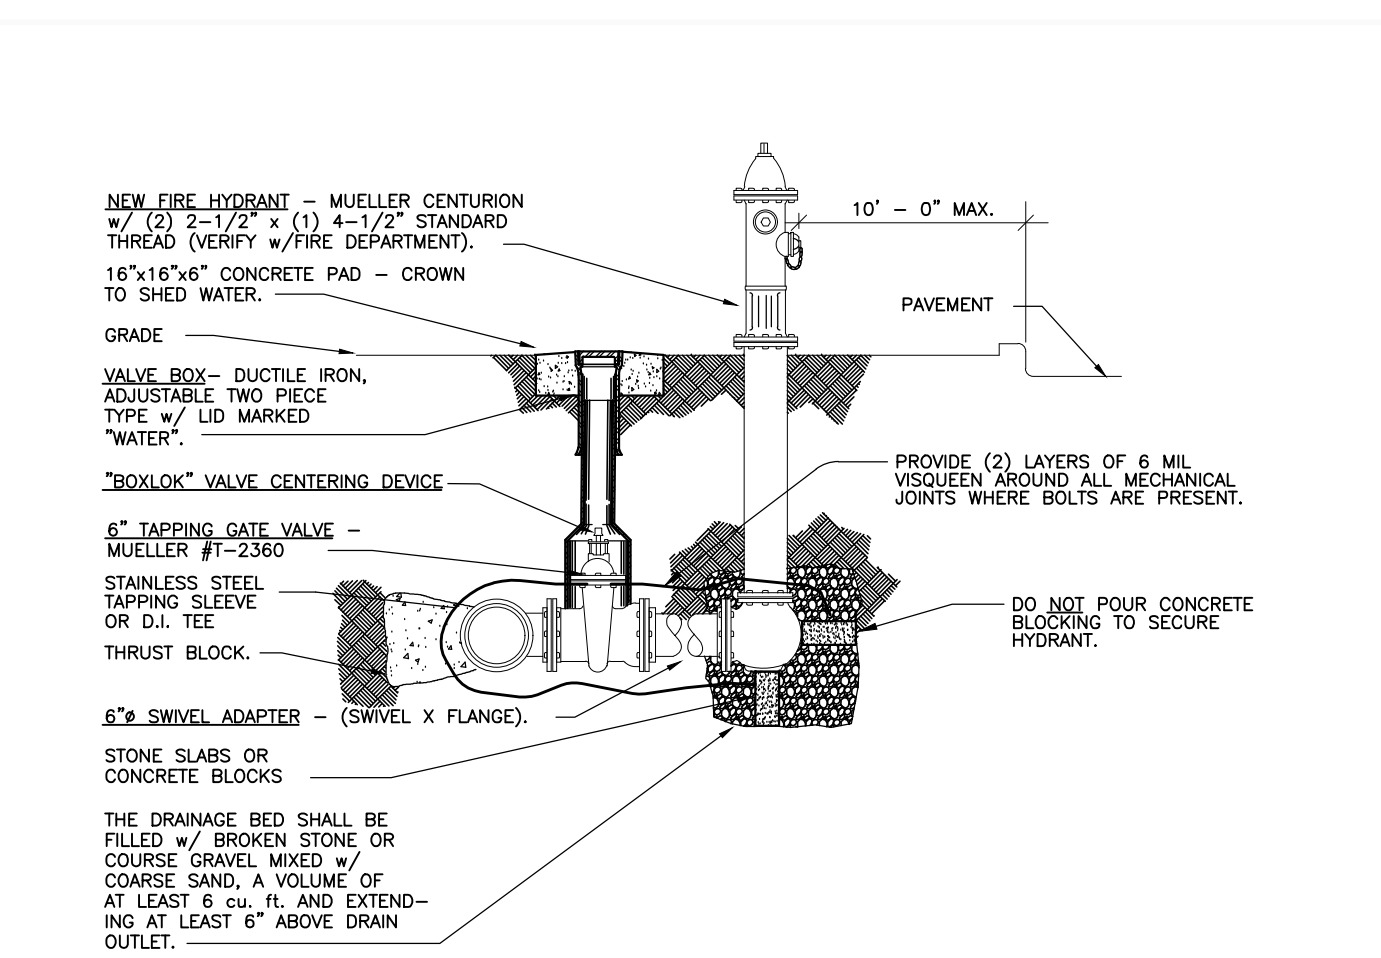 NEW FIRE HYDRANT – MUELLER CENTURION
w/ (2) 2–1/2" x (1) 4–1/2" STANDARD
THREAD (VERIFY w/FIRE DEPARTMENT).
16"x16"x6" CONCRETE PAD – CROWN
TO SHED WATER.
GRADE
VALVE BOX– DUCTILE IRON,
ADJUSTABLE TWO PIECE
TYPE w/ LID MARKED
"WATER".
"BOXLOK" VALVE CENTERING DEVICE
6" TAPPING GATE VALVE –
MUELLER #T–2360
STAINLESS STEEL
TAPPING SLEEVE
OR D.I. TEE
THRUST BLOCK.
6"ø SWIVEL ADAPTER – (SWIVEL X FLANGE).
STONE SLABS OR
CONCRETE BLOCKS
THE DRAINAGE BED SHALL BE
FILLED w/ BROKEN STONE OR
COURSE GRAVEL MIXED w/
COARSE SAND, A VOLUME OF
AT LEAST 6 cu. ft. AND EXTEND–
ING AT LEAST 6" ABOVE DRAIN
OUTLET.
10' – 0" MAX.
PAVEMENT
PROVIDE (2) LAYERS OF 6 MIL
VISQUEEN AROUND ALL MECHANICAL
JOINTS WHERE BOLTS ARE PRESENT.
DO NOT POUR CONCRETE
BLOCKING TO SECURE
HYDRANT.